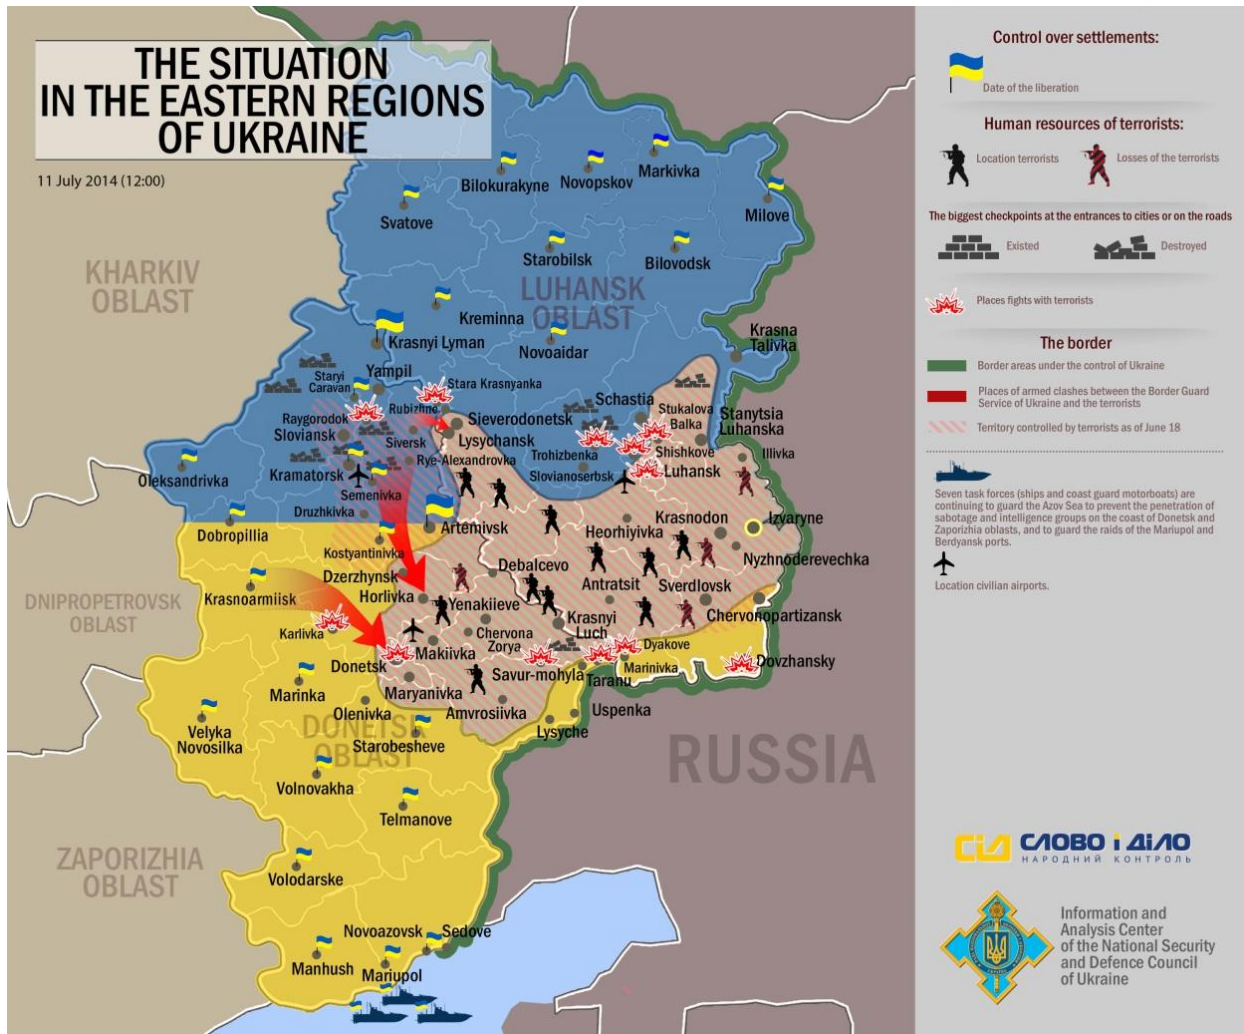 THE SITUATION
IN THE EASTERN REGIONS
OF UKRAINE
11 July 2014 (12:00)
KHARKIV
OBLAST
LUHANSK
OBLAST
DNIPROPETROVSK
OBLAST
DONETSK
OBLAST
ZAPORIZHIA
OBLAST
RUSSIA
Bilokurakyne
Novopskov
Markivka
Svatove
Milove
Starobilsk
Bilovodsk
Kreminna
Krasnyi Lyman
Novoaidar
Krasna
Talivka
Staryi
Caravan
Yampil
Stara Krasnyanka
Raygorodok
Rubizhne
Schastia
Stukalova
Balka
Stanytsia
Luhanska
Sloviansk
Sieverodonetsk
Siversk
Lysychansk
Trohizbenka
Shishkove
Illivka
Oleksandrivka
Kramatorsk
Rye-Alexandrovka
Slovianoserbsk
Luhansk
Semenivka
Druzhkivka
Dobropillia
Artemivsk
Heorhiyivka
Krasnodon
Izvaryne
Kostyantinivka
Nyzhnoderevechka
Dzerzhynsk
Debalcevo
Krasnoarmiisk
Horlivka
Antratsit
Sverdlovsk
Yenakiieve
Krasnyi
Luch
Chervonopartizansk
Karlivka
Chervona
Zorya
Donetsk
Makiivka
Dyakove
Savur-mohyla
Taranu
Marinivka
Dovzhansky
Marinka
Maryanivka
Olenivka
Amvrosiivka
Uspenka
Velyka
Novosilka
Starobesheve
Lysyche
Volnovakha
Telmanove
Volodarske
Novoazovsk
Sedove
Manhush
Mariupol
Control over settlements:
Date of the liberation
Human resources of terrorists:
Location terrorists
Losses of the terrorists
The biggest checkpoints at the entrances to cities or on the roads
Existed
Destroyed
Places fights with terrorists
The border
Border areas under the control of Ukraine
Places of armed clashes between the Border Guard
Service of Ukraine and the terrorists
Territory controlled by terrorists as of June 18
Seven task forces (ships and coast guard motorboats) are
continuing to guard the Azov Sea to prevent the penetration of
sabotage and intelligence groups on the coast of Donetsk and
Zaporizhia oblasts, and to guard the raids of the Mariupol and
Berdyansk ports.
Location civilian airports.
СІД
СЛОВО і ДіЛО
НАРОДНИЙ КОНТРОЛЬ
Information and
Analysis Center
of the National Security
and Defence Council
of Ukraine